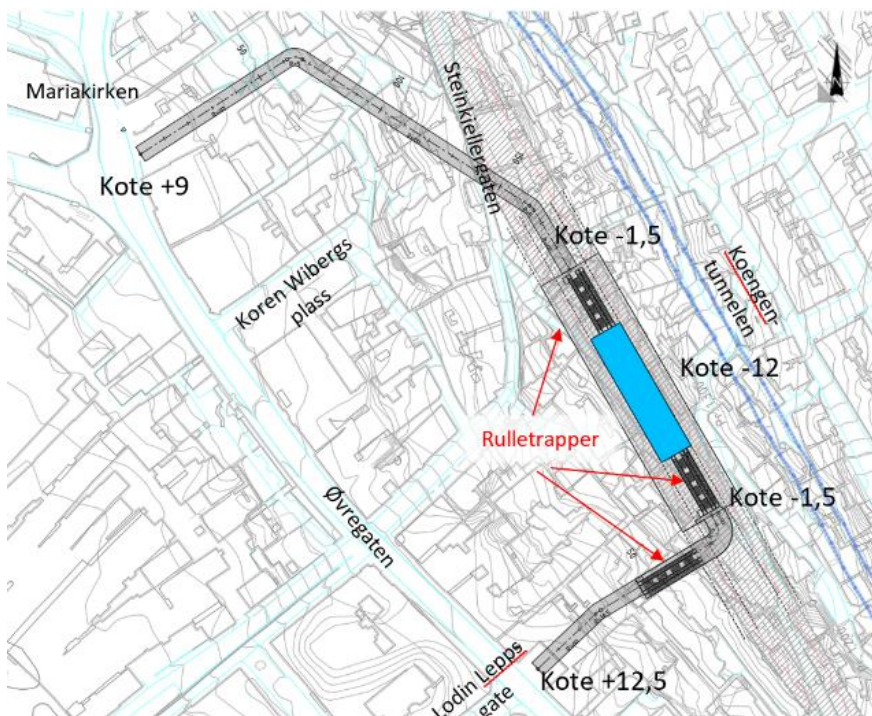 Mariakirken
Kote +9
Steinkjellergaten
Kote -1,5
Koengen-
tunnelen
Koren Wibergs
plass
Kote -12
Rulletrapper
Kote -1,5
Øvregaten
Lodin Lepps
gate
Kote +12,5